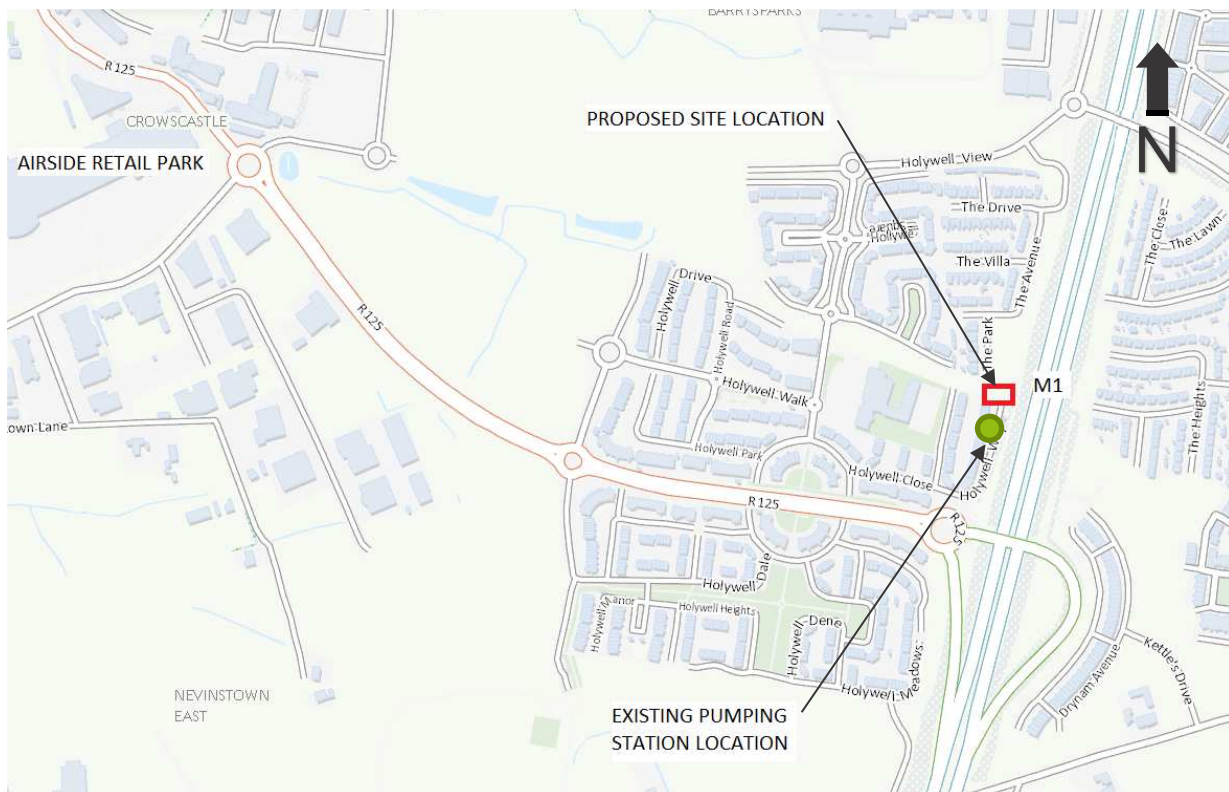 BARRYSPARKS
R125
CROWSCASTLE
AIRSIDE RETAIL PARK
PROPOSED SITE LOCATION
N
Holywell View
The Drive
The Avenue
The Villa
The Close
The Lawn
Drive
Holywell
Holywell Road
The Park
M1
R125
Holywell Walk
The Heights
own Lane
Holywell Park
Holywell Close
Holywell W
R125
R125
Holywell Dale
Holywell Manor
Holywell Heights
Holywell Dene
Holywell Meadows
Drynam Avenue
Kettle's Drive
NEVINSTOWN
EAST
EXISTING PUMPING
STATION LOCATION